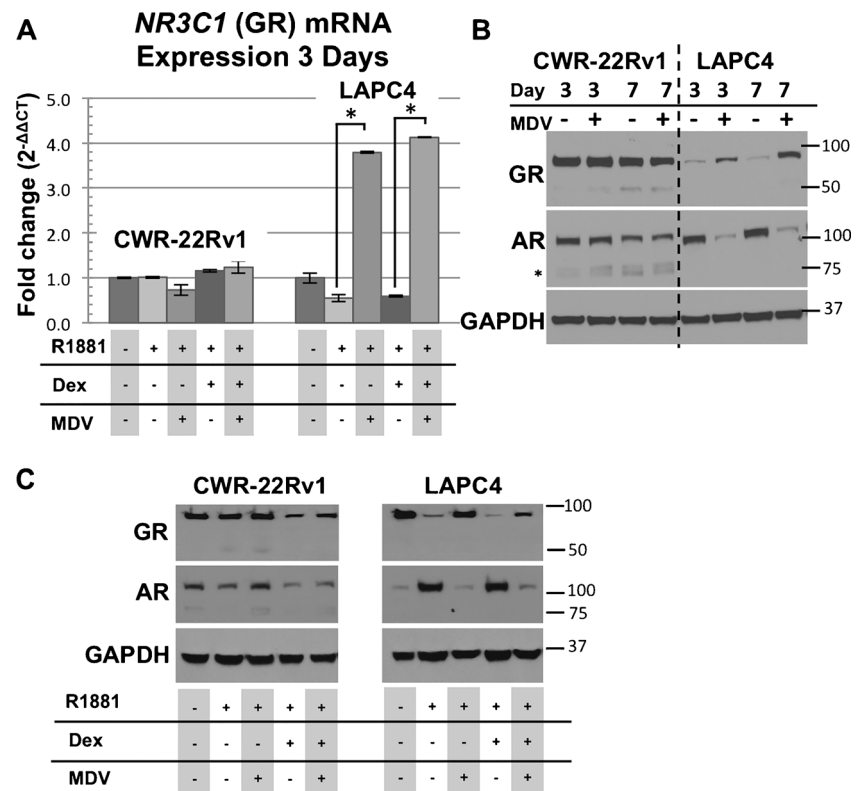 A
NR3C1 (GR) mRNA
Expression 3 Days
LAPC4
CWR-22Rv1
Fold change (2-ΔΔCT)
5.0
4.0
3.0
2.0
1.0
0.0
* *
R1881 - + + + + - + + + +
Dex - - - + + - - - + +
MDV - - + - + - - + - +
B
CWR-22Rv1 LAPC4
Day 3 3 7 7 3 3 7 7
MDV - + - + - + - +
GR 100
50
AR 100
* 75
GAPDH 37
C
CWR-22Rv1 LAPC4
GR 100
50
AR 100
75
GAPDH 37
R1881 - + + + + - + + + +
Dex - - - + + - - - + +
MDV - - + - + - - + - +